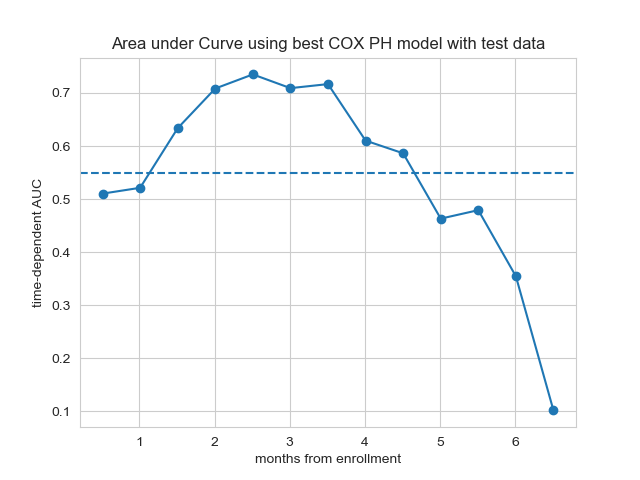 Area under Curve using best COX PH model with test data
time-dependent AUC
0.7
0.6
0.5
0.4
0.3
0.2
0.1
1 2 3 4 5 6
months from enrollment